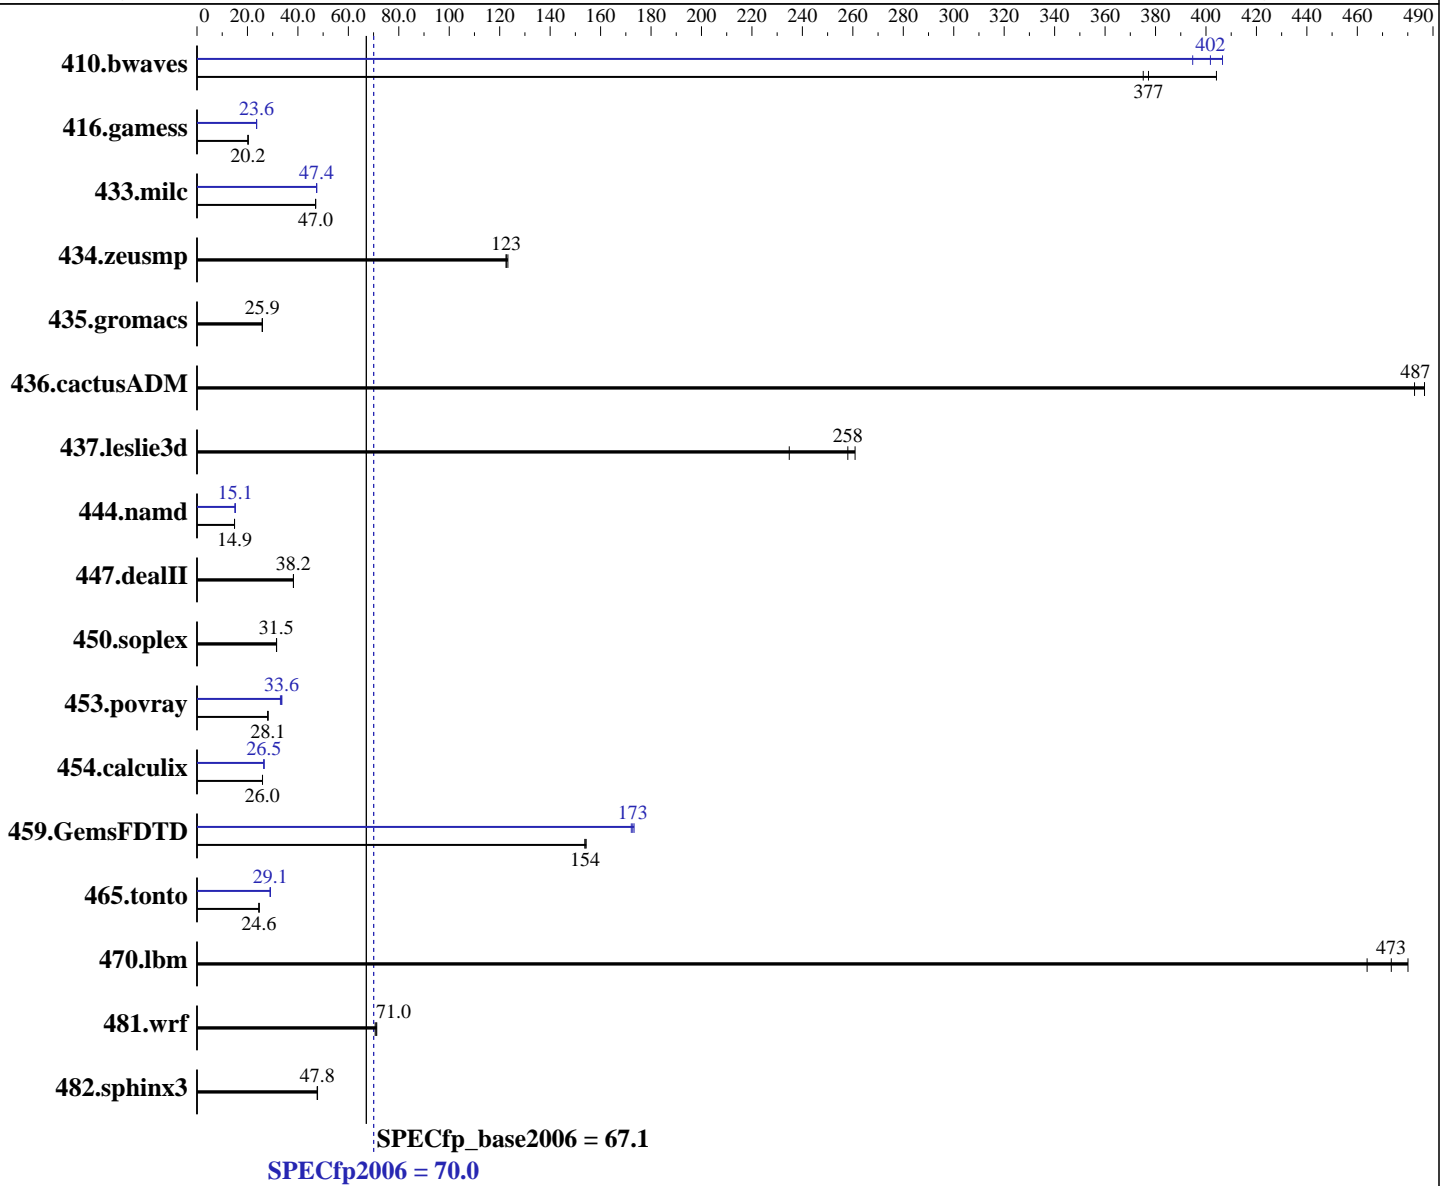 0 20.0 40.0 60.0 80.0 100 120 140 160 180 200 220 240 260 280 300 320 340 360 380 400 420 440 460 490
410.bwaves 402
377
416.gamess 23.6
20.2
433.milc 47.4
47.0
434.zeusmp 123
435.gromacs 25.9
436.cactusADM 487
437.leslie3d 258
444.namd 15.1
14.9
447.dealII 38.2
450.soplex 31.5
453.povray 33.6
28.1
454.calculix 26.5
26.0
459.GemsFDTD 173
154
465.tonto 29.1
24.6
470.lbm 473
481.wrf 71.0
482.sphinx3 47.8
SPECfp_base2006 = 67.1
SPECfp2006 = 70.0